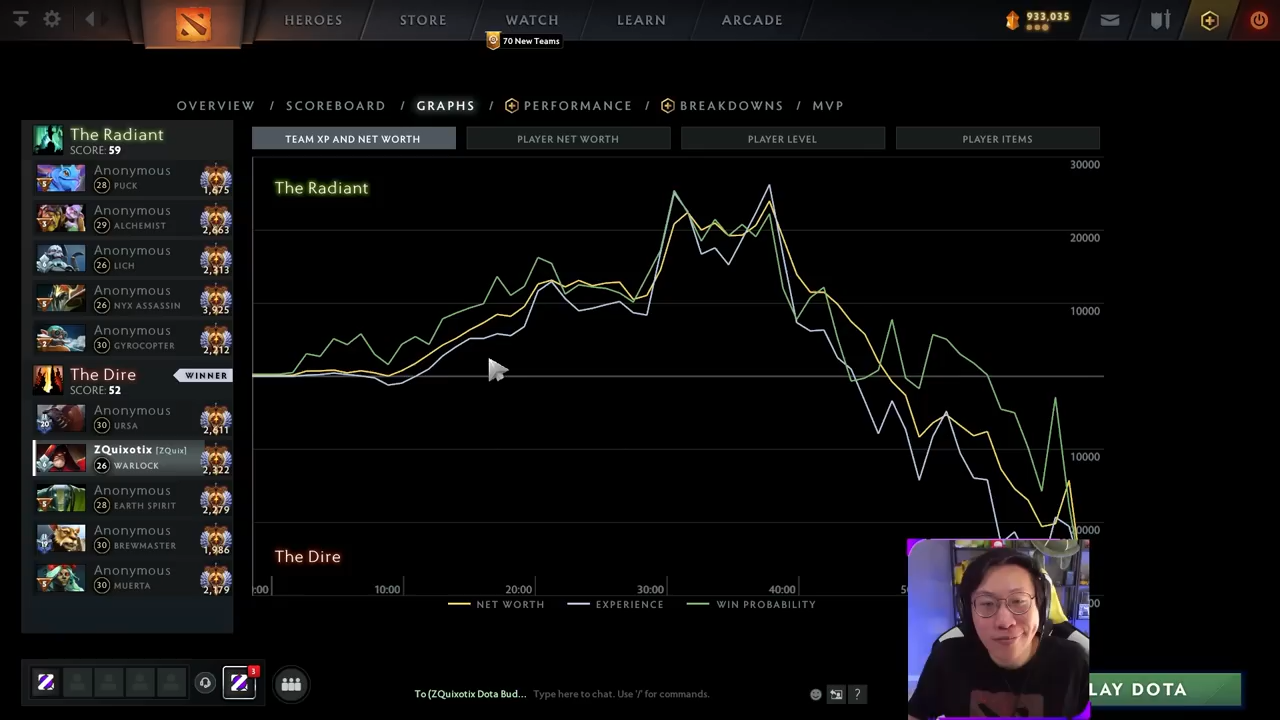 HEROES
STORE
WATCH
LEARN
ARCADE
933,035
70 New Teams
OVERVIEW / SCOREBOARD / GRAPHS / PERFORMANCE / BREAKDOWNS / MVP
TEAM XP AND NET WORTH
PLAYER NET WORTH
PLAYER LEVEL
PLAYER ITEMS
The Radiant
SCORE: 59
Anonymous
28 PUCK
1,675
Anonymous
29 ALCHEMIST
2,663
Anonymous
26 LICH
2,313
Anonymous
26 NYX ASSASSIN
3,925
Anonymous
30 GYROCOPTER
2,212
The Dire
WINNER
SCORE: 52
Anonymous
30 URSA
2,611
ZQuixotix [ZQuix]
26 WARLOCK
2,322
Anonymous
28 EARTH SPIRIT
2,279
Anonymous
30 BREWMASTER
1,986
Anonymous
30 MUERTA
2,179
The Radiant
30000
20000
10000
10000
The Dire
10:00
20:00
30:00
40:00
NET WORTH
EXPERIENCE
WIN PROBABILITY
3
To (ZQuixotix Dota Bud...
Type here to chat. Use '/' for commands.
?
LAY DOTA